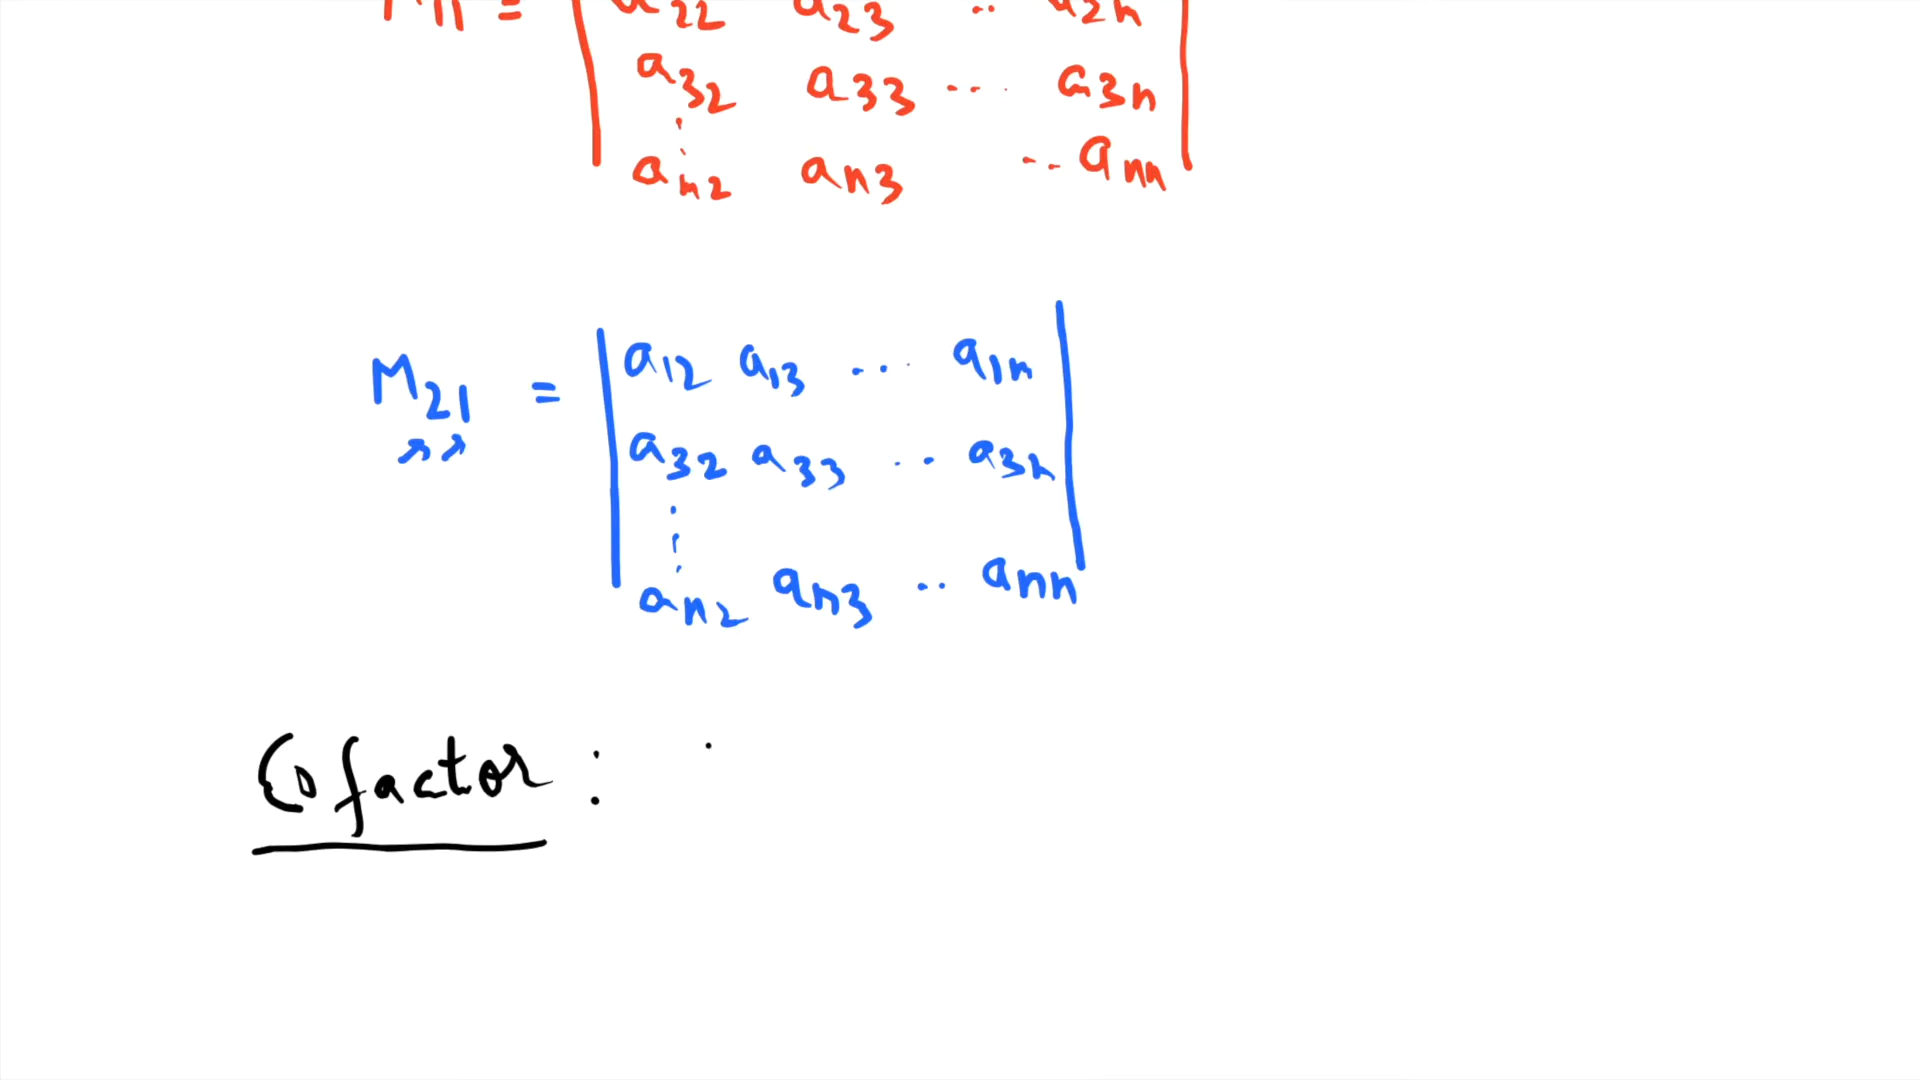 M11 = | a22 a23 .. a2n |
a32 a33 ... a3n
⋮
an2 an3 .. ann
M21 = | a12 a13 ... a1n |
a32 a33 .. a3n
⋮
an2 an3 .. ann
Cofactor :